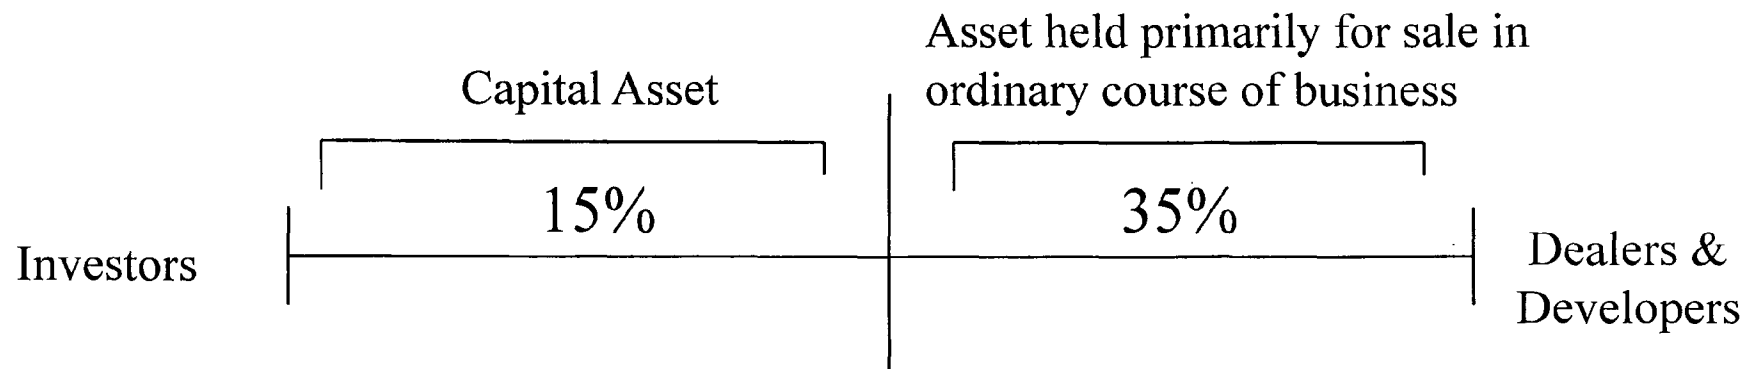 Asset held primarily for sale in
ordinary course of business
Capital Asset
15%
35%
Investors
Dealers &
Developers